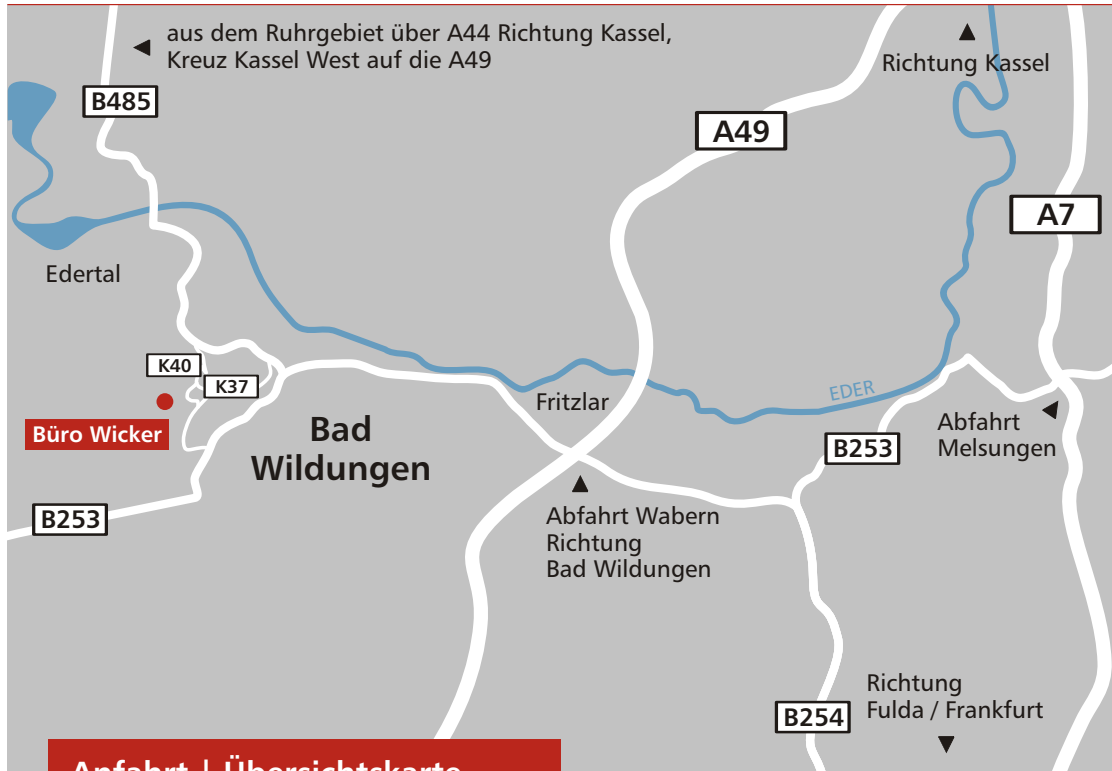 aus dem Ruhrgebiet über A44 Richtung Kassel,
Kreuz Kassel West auf die A49
Richtung Kassel
B485
A49
A7
Edertal
K40
K37
Büro Wicker
Bad
Wildungen
Fritzlar
EDER
Abfahrt
Melsungen
B253
B253
Abfahrt Wabern
Richtung
Bad Wildungen
Richtung
Fulda / Frankfurt
B254
Anfahrt | Übersichtskarte